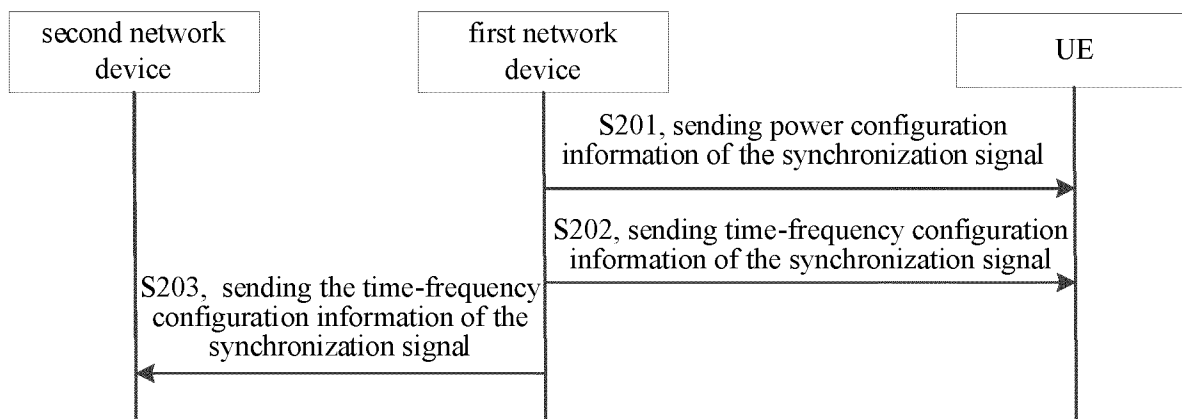 second network
device
first network
device
UE
S201, sending power configuration
information of the synchronization signal
S202, sending time-frequency configuration
information of the synchronization signal
S203, sending the time-frequency
configuration information of the
synchronization signal